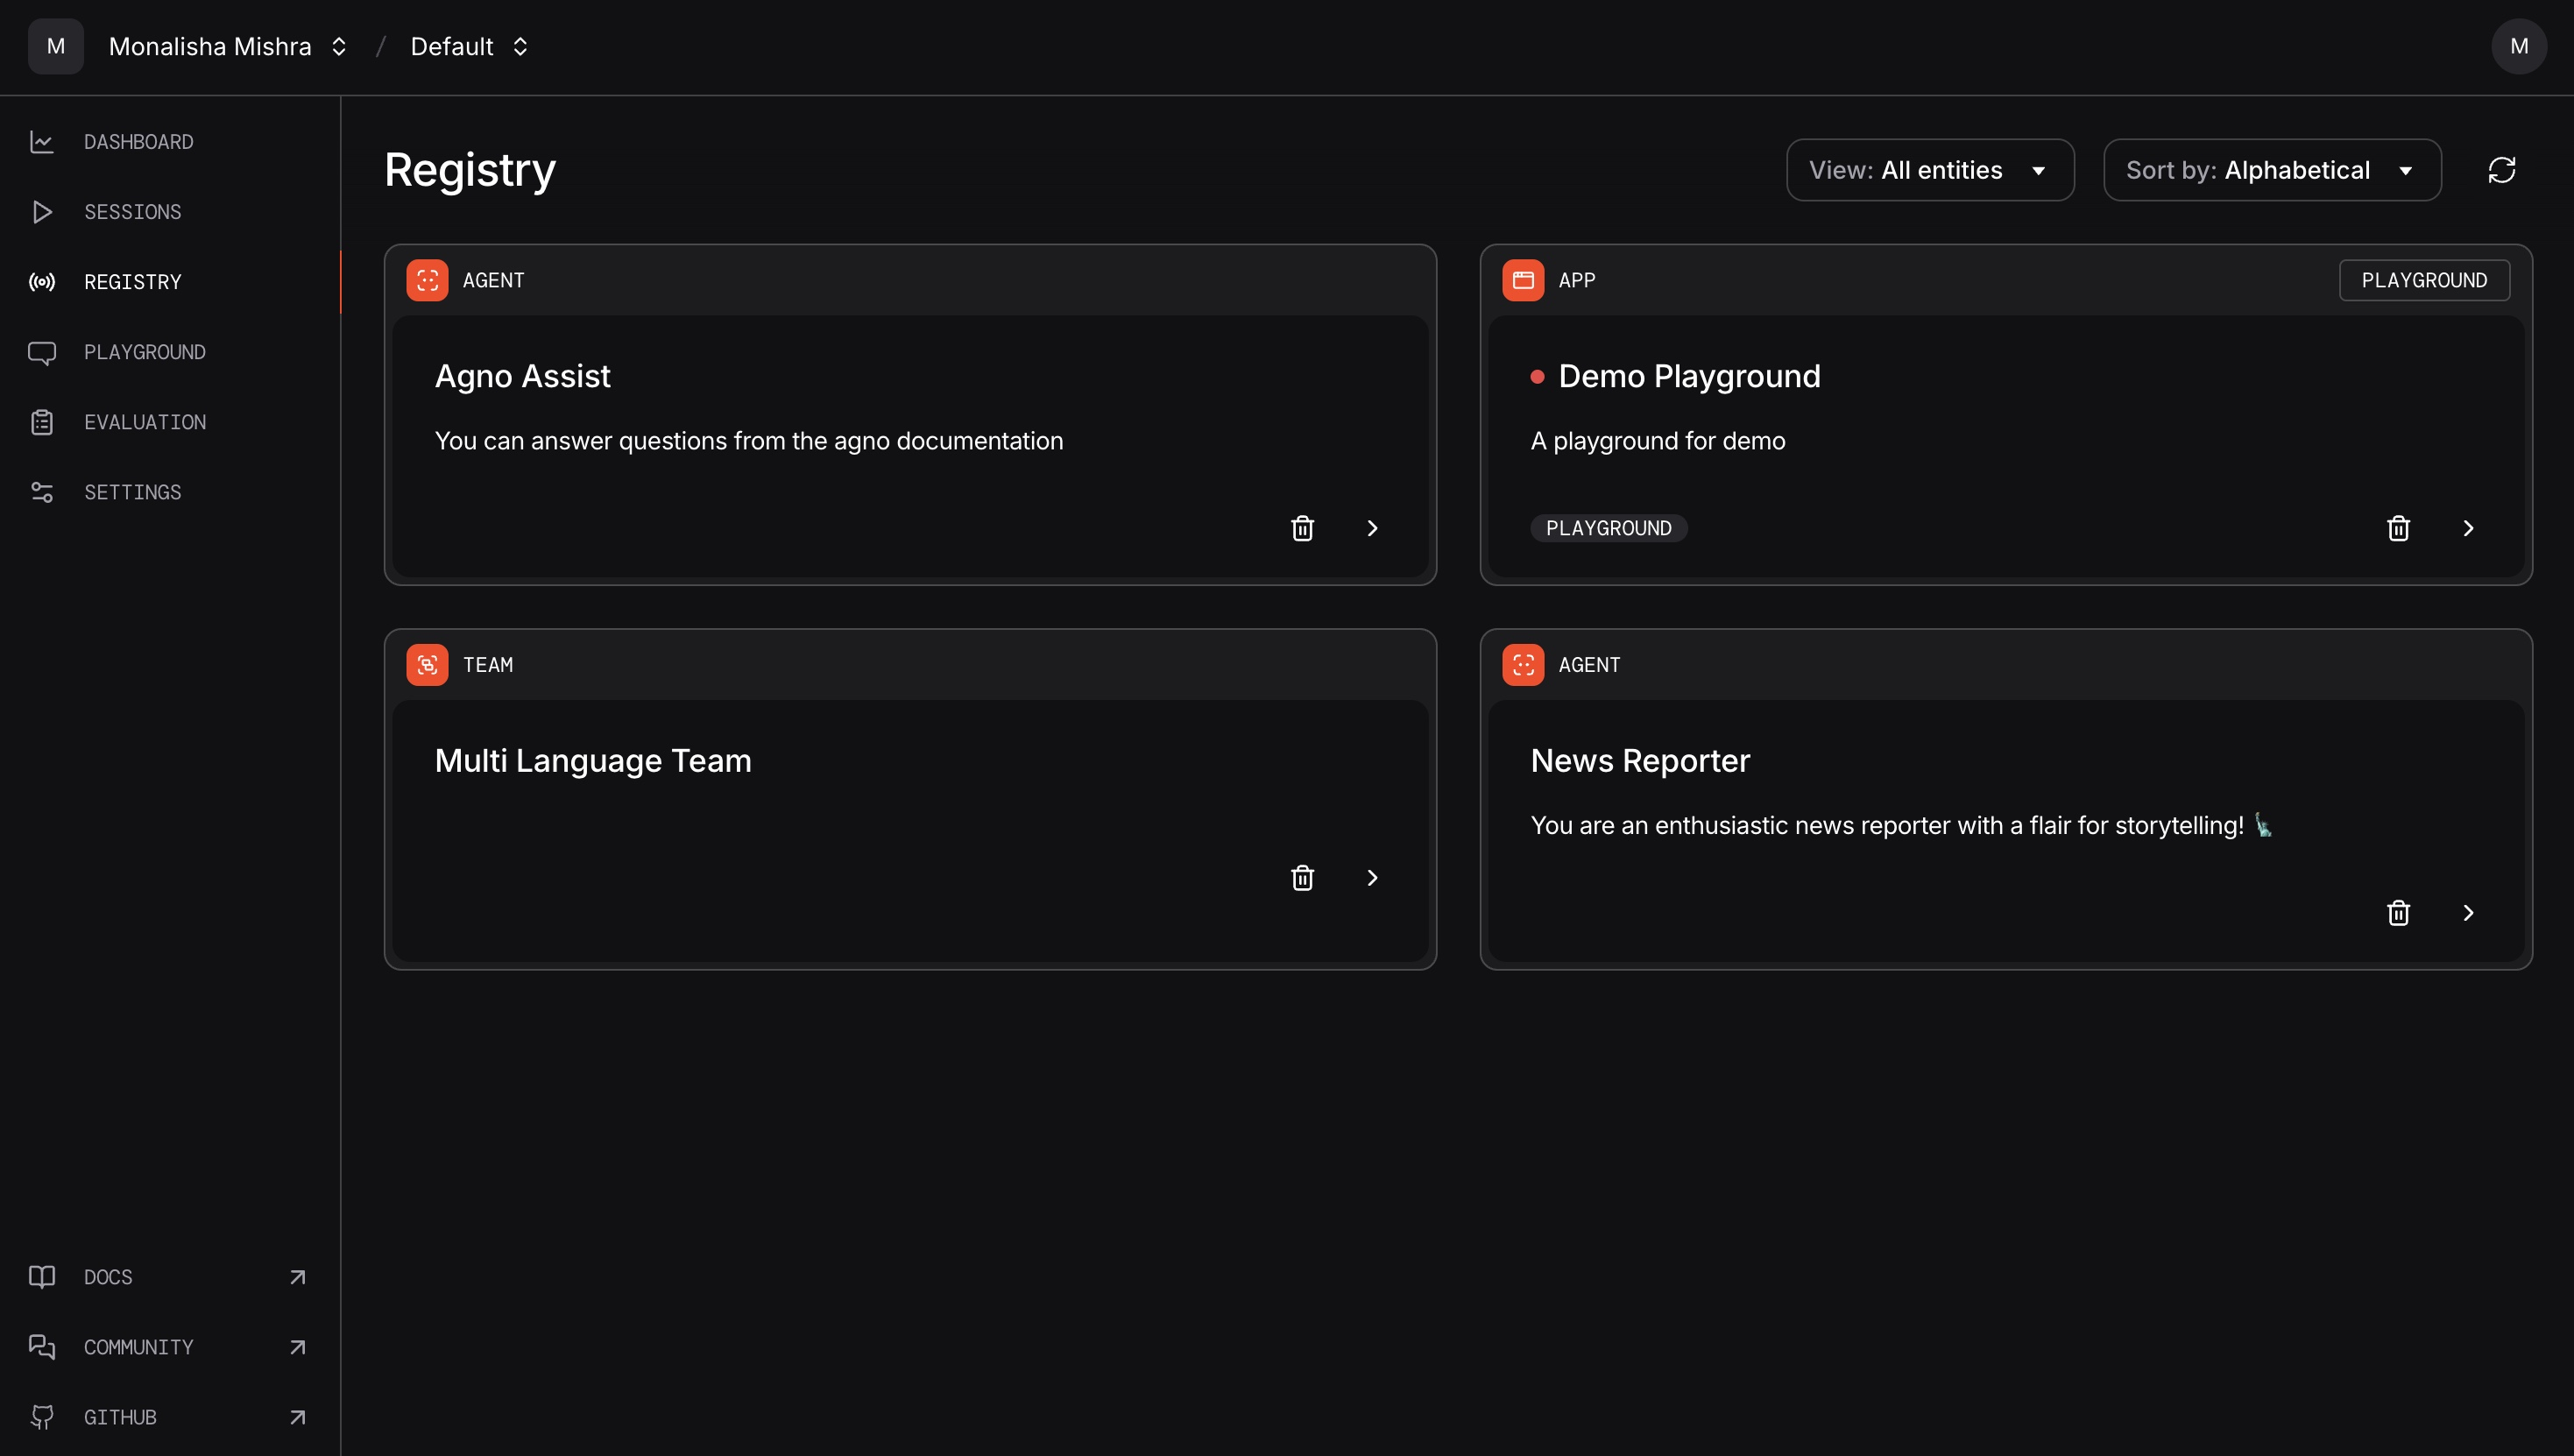 M Monalisha Mishra / Default M
DASHBOARD
SESSIONS
REGISTRY
PLAYGROUND
EVALUATION
SETTINGS
DOCS
COMMUNITY
GITHUB
Registry
View: All entities
Sort by: Alphabetical
AGENT
Agno Assist
You can answer questions from the agno documentation
APP
PLAYGROUND
Demo Playground
A playground for demo
PLAYGROUND
TEAM
Multi Language Team
AGENT
News Reporter
You are an enthusiastic news reporter with a flair for storytelling! 🗽